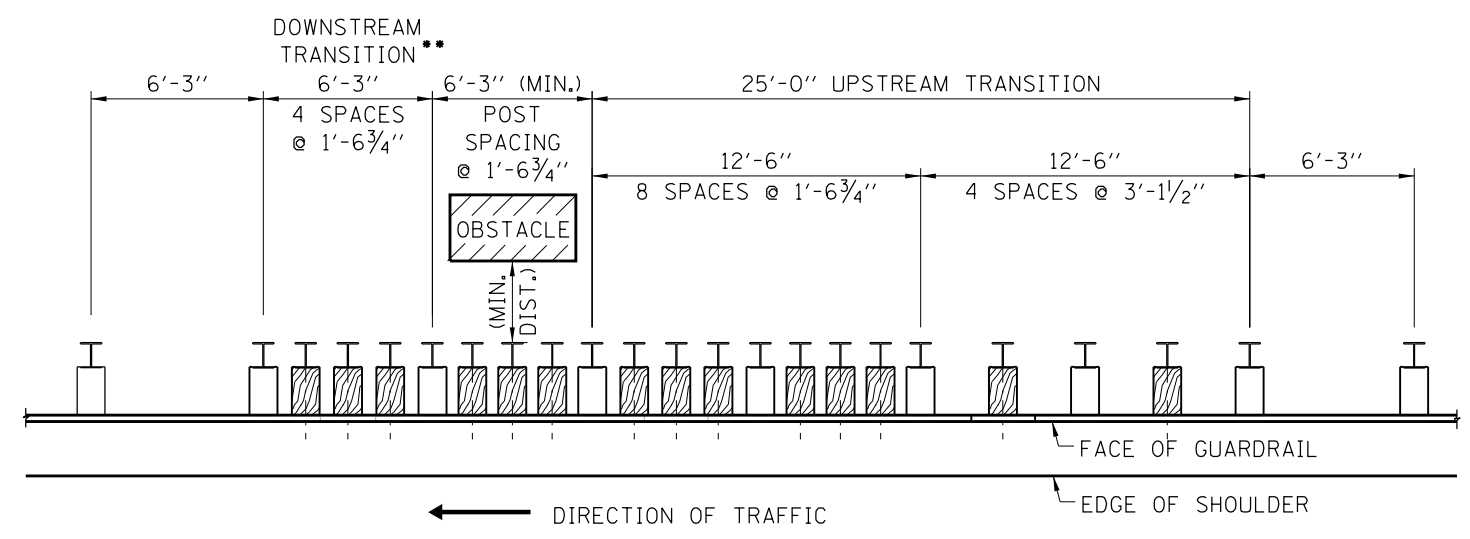 DOWNSTREAM
TRANSITION**
6'-3"
6'-3"
6'-3" (MIN.)
25'-0" UPSTREAM TRANSITION
4 SPACES
@ 1'-6¾"
POST
SPACING
@ 1'-6¾"
12'-6"
12'-6"
6'-3"
8 SPACES @ 1'-6¾"
4 SPACES @ 3'-1½"
OBSTACLE
(MIN.
DIST.)
FACE OF GUARDRAIL
EDGE OF SHOULDER
DIRECTION OF TRAFFIC